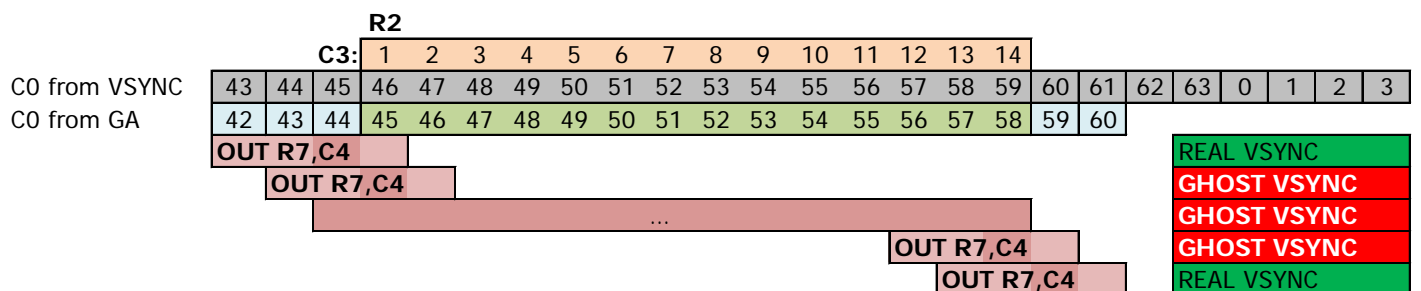 R2
C3: 1 2 3 4 5 6 7 8 9 10 11 12 13 14
C0 from VSYNC 43 44 45 46 47 48 49 50 51 52 53 54 55 56 57 58 59 60 61 62 63 0 1 2 3
C0 from GA 42 43 44 45 46 47 48 49 50 51 52 53 54 55 56 57 58 59 60
OUT R7,C4 REAL VSYNC
OUT R7,C4 GHOST VSYNC
... GHOST VSYNC
OUT R7,C4 GHOST VSYNC
OUT R7,C4 REAL VSYNC